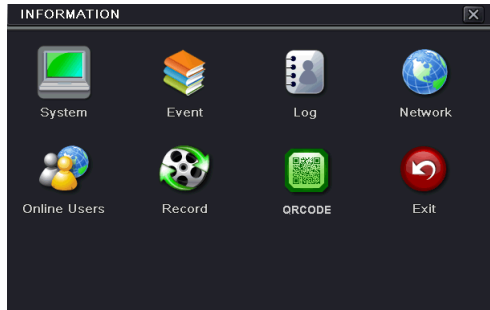 INFORMATION
System Event Log Network
Online Users Record QRCODE Exit